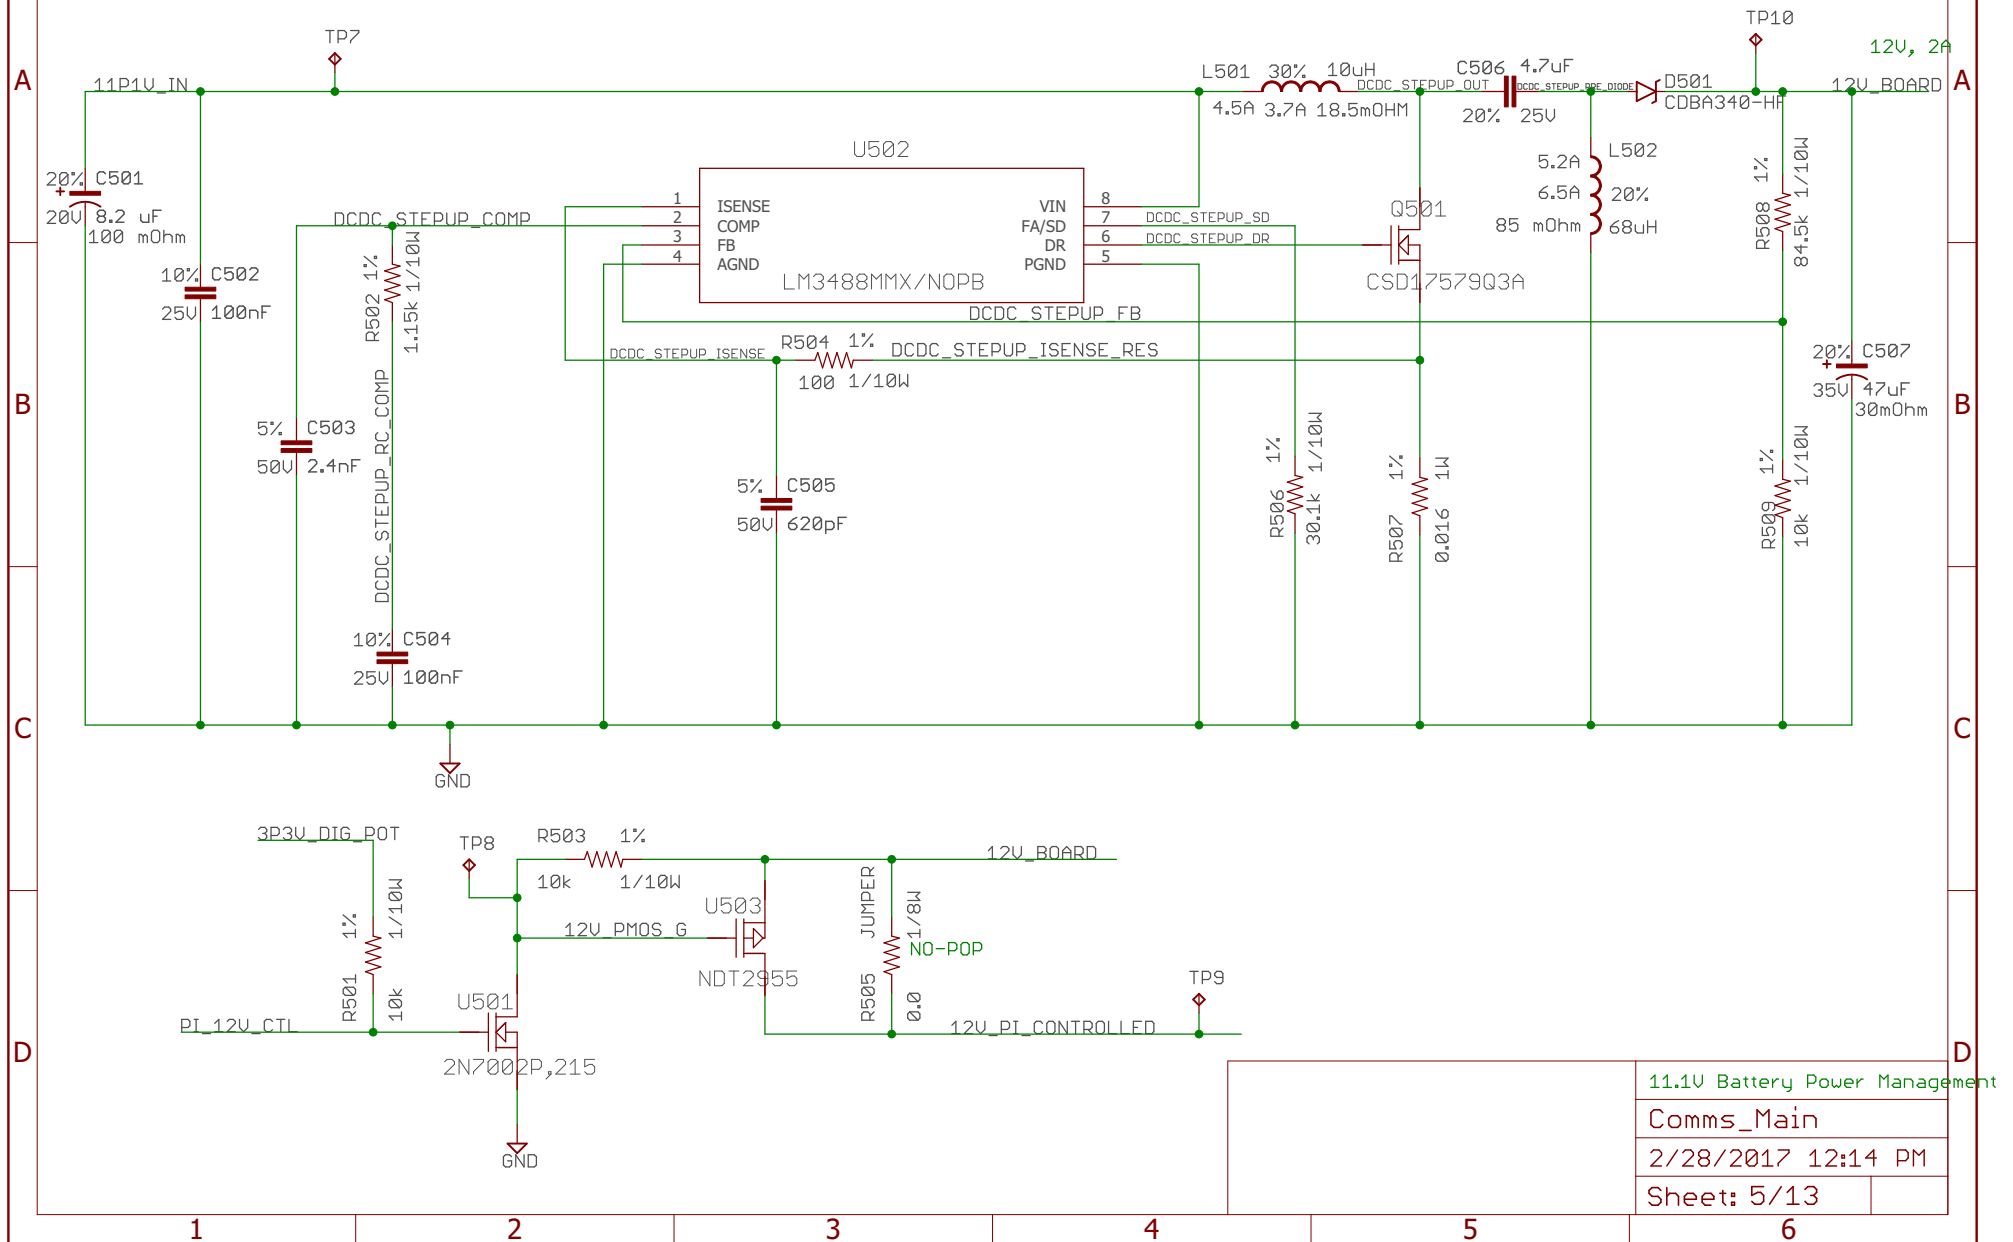 TP7
TP10
12V, 2A
A
A
11P1V_IN
L501 30% 10uH
DCDC_STEPUP_OUT
C506 4.7uF
DCDC_STEPUP_PRE_DIODE
D501
12V_BOARD
4.5A 3.7A 18.5mOHM
20% 25V
CDBA340-HF
U502
20% C501
+
20V 8.2 uF
100 mOhm
DCDC_STEPUP_COMP
1 ISENSE
2 COMP
3 FB
4 AGND
VIN 8
FA/SD 7
DR 6
PGND 5
LM3488MMX/NOPB
DCDC_STEPUP_SD
DCDC_STEPUP_DR
Q501
CSD17579Q3A
5.2A L502
6.5A 20%
85 mOhm 68uH
R508 1%
84.5k 1/10W
10% C502
25V 100nF
R502 1%
1.15k 1/10W
DCDC_STEPUP_FB
DCDC_STEPUP_ISENSE
R504 1%
100 1/10W
DCDC_STEPUP_ISENSE_RES
20% C507
+
35V 47uF
30mOhm
B
B
DCDC_STEPUP_RC_COMP
5% C503
50V 2.4nF
5% C505
50V 620pF
R506 1%
30.1k 1/10W
R507 1%
0.016 1W
R509 1%
10k 1/10W
10% C504
25V 100nF
C
C
GND
3P3V_DIG_POT
TP8
R503 1%
10k 1/10W
12V_BOARD
R501 1%
10k 1/10W
12V_PMOS_G
U503
NDT2955
R505 JUMPER
0.0 1/8W
NO-POP
TP9
PI_12V_CTL
U501
2N7002P,215
12V_PI_CONTROLLED
GND
D
D
11.1V Battery Power Management
Comms_Main
2/28/2017 12:14 PM
Sheet: 5/13
1 2 3 4 5 6